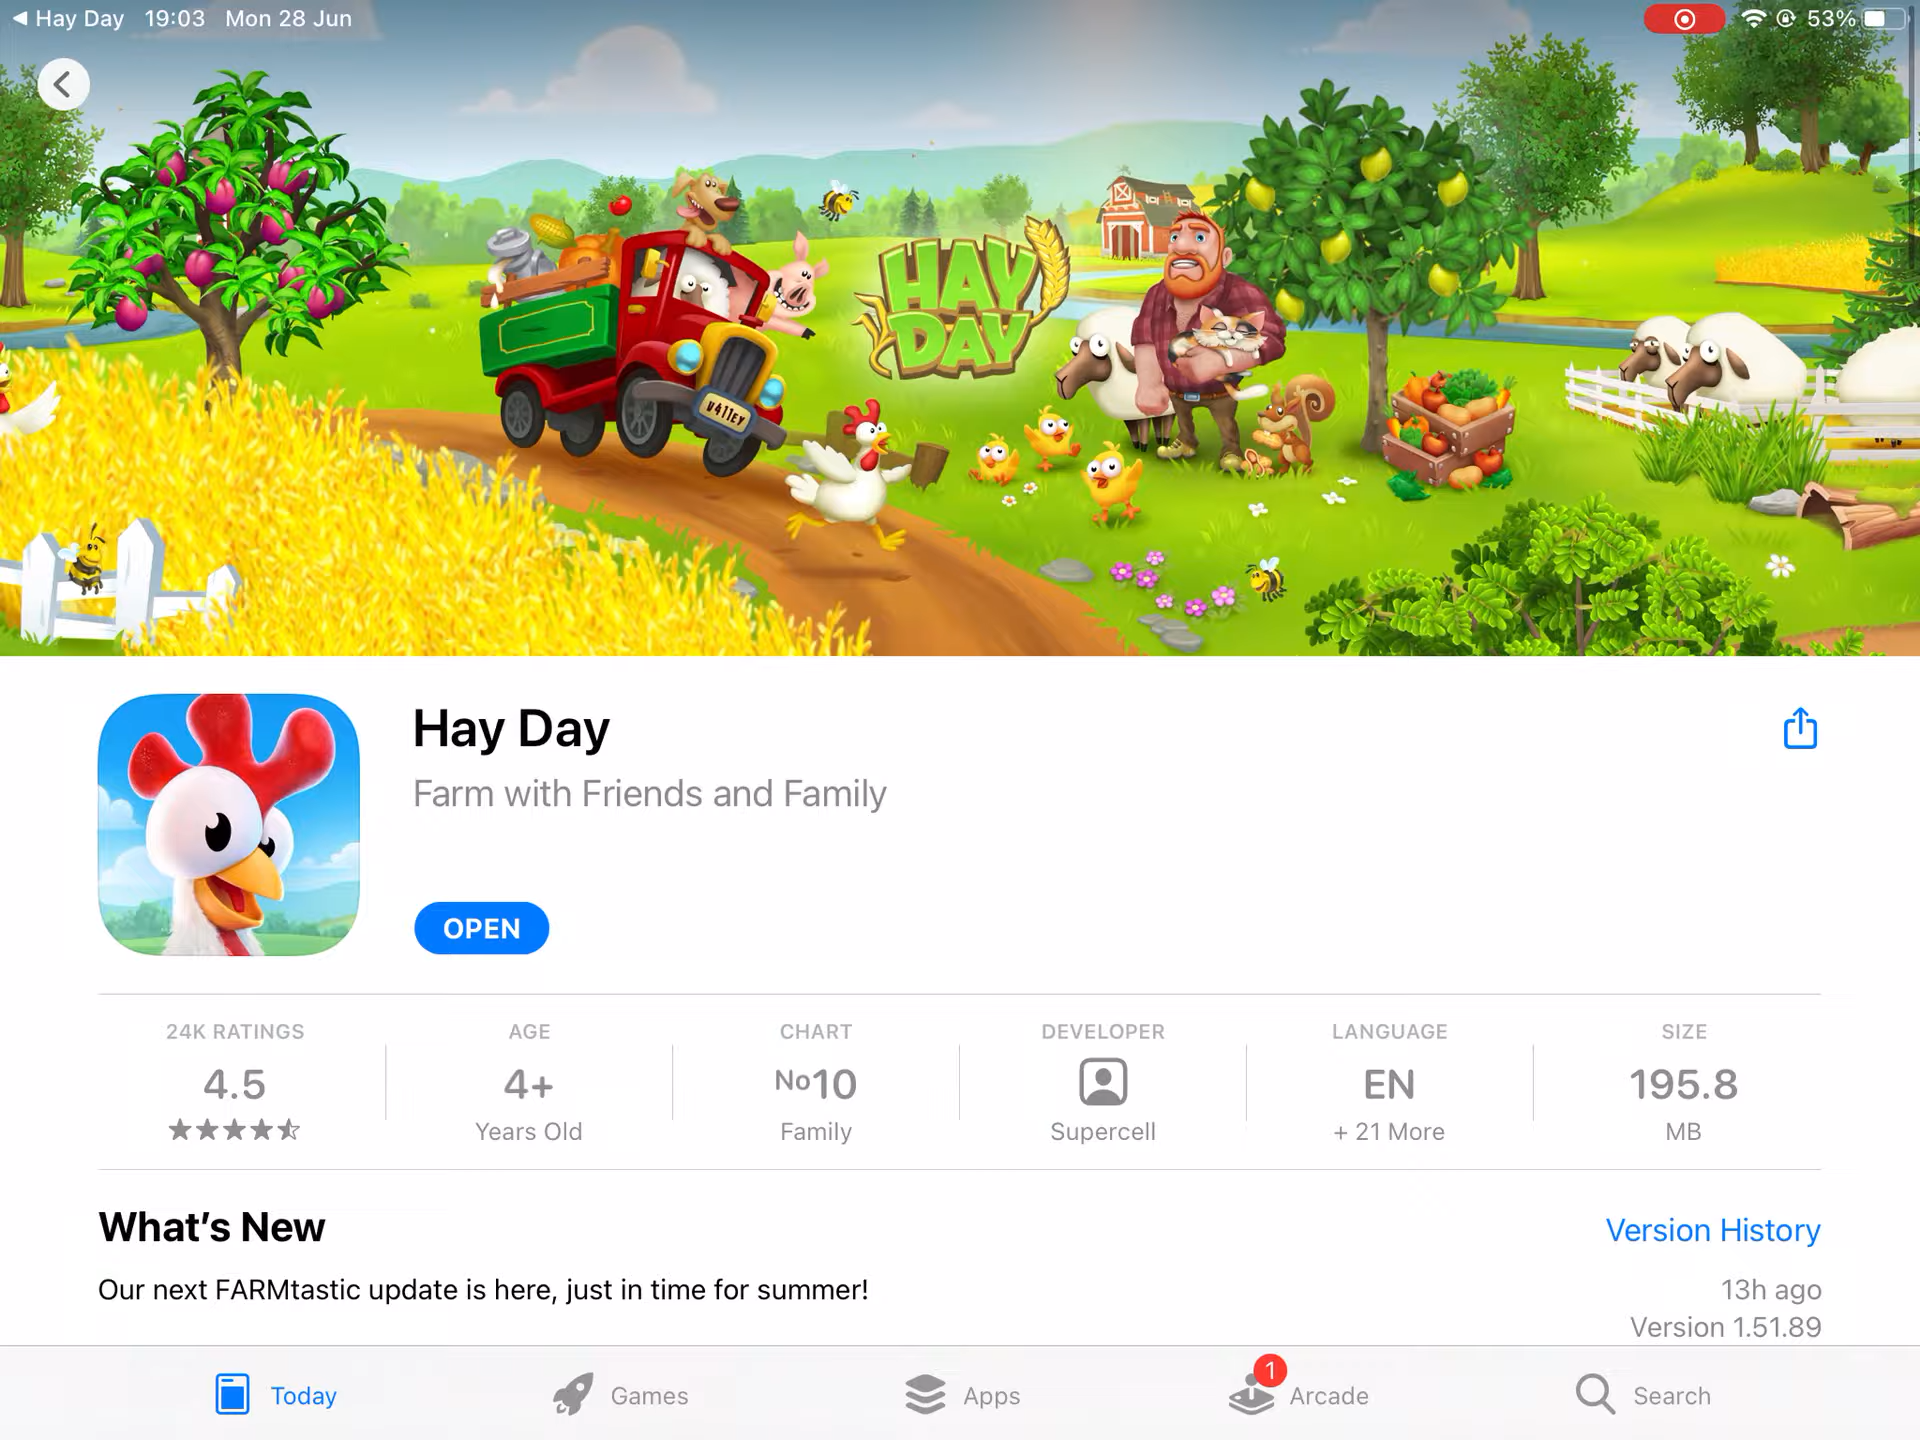 Hay Day 19:03 Mon 28 Jun 53%
HAY
DAY
V411EY
Hay Day
Farm with Friends and Family
OPEN
24K RATINGS AGE CHART DEVELOPER LANGUAGE SIZE
4.5 4+ No10 EN 195.8
Years Old Family Supercell + 21 More MB
What's New Version History
Our next FARMtastic update is here, just in time for summer! 13h ago
Version 1.51.89
Today Games Apps 1 Arcade Search